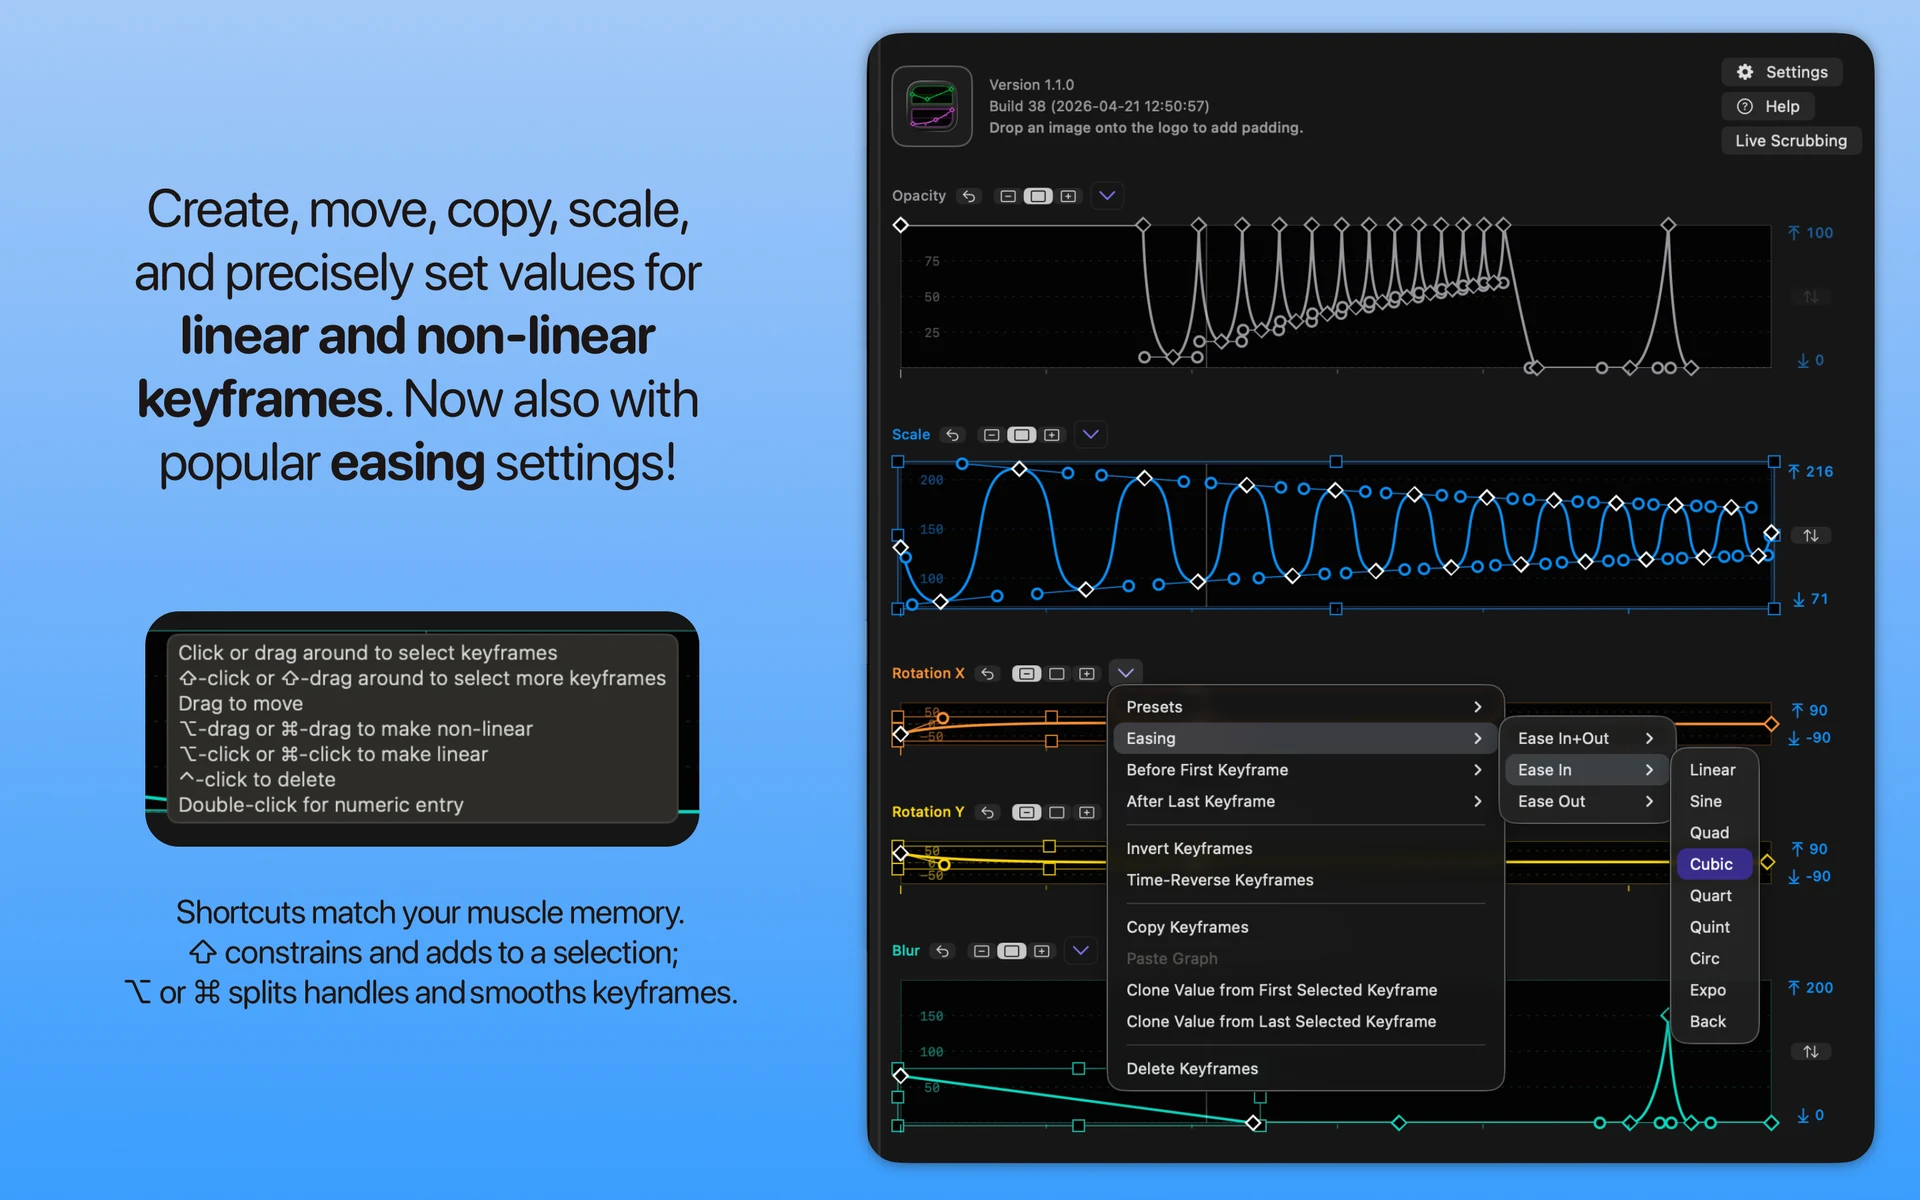 Create, move, copy, scale,
and precisely set values for
linear and non-linear
keyframes. Now also with
popular easing settings!
Click or drag around to select keyframes
⇧-click or ⇧-drag around to select more keyframes
Drag to move
⌥-drag or ⌘-drag to make non-linear
⌥-click or ⌘-click to make linear
^-click to delete
Double-click for numeric entry
Shortcuts match your muscle memory.
⇧ constrains and adds to a selection;
⌥ or ⌘ splits handles and smooths keyframes.
Version 1.1.0
Build 38 (2026-04-21 12:50:57)
Drop an image onto the logo to add padding.
Settings
Help
Live Scrubbing
Opacity
100
75
50
25
0
Scale
216
200
150
100
71
Rotation X
50
0
-50
90
-90
Rotation Y
50
0
-50
90
-90
Blur
200
150
100
50
0
Presets
Easing
Before First Keyframe
After Last Keyframe
Invert Keyframes
Time-Reverse Keyframes
Copy Keyframes
Paste Graph
Clone Value from First Selected Keyframe
Clone Value from Last Selected Keyframe
Delete Keyframes
Ease In+Out
Ease In
Ease Out
Linear
Sine
Quad
Cubic
Quart
Quint
Circ
Expo
Back